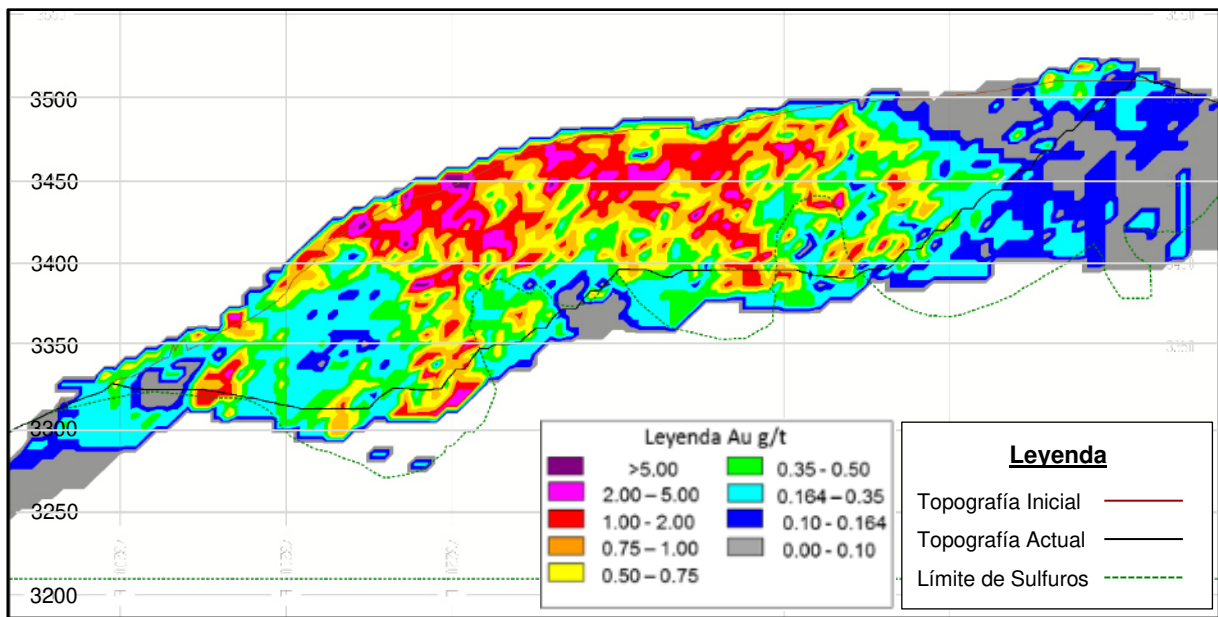 3500
3450
3400
3350
3300
3250
3200
Leyenda Au g/t
>5.00
2.00 – 5.00
1.00 - 2.00
0.75 – 1.00
0.50 – 0.75
0.35 - 0.50
0.164 – 0.35
0.10 - 0.164
0.00 - 0.10
Leyenda
Topografía Inicial
Topografía Actual
Límite de Sulfuros